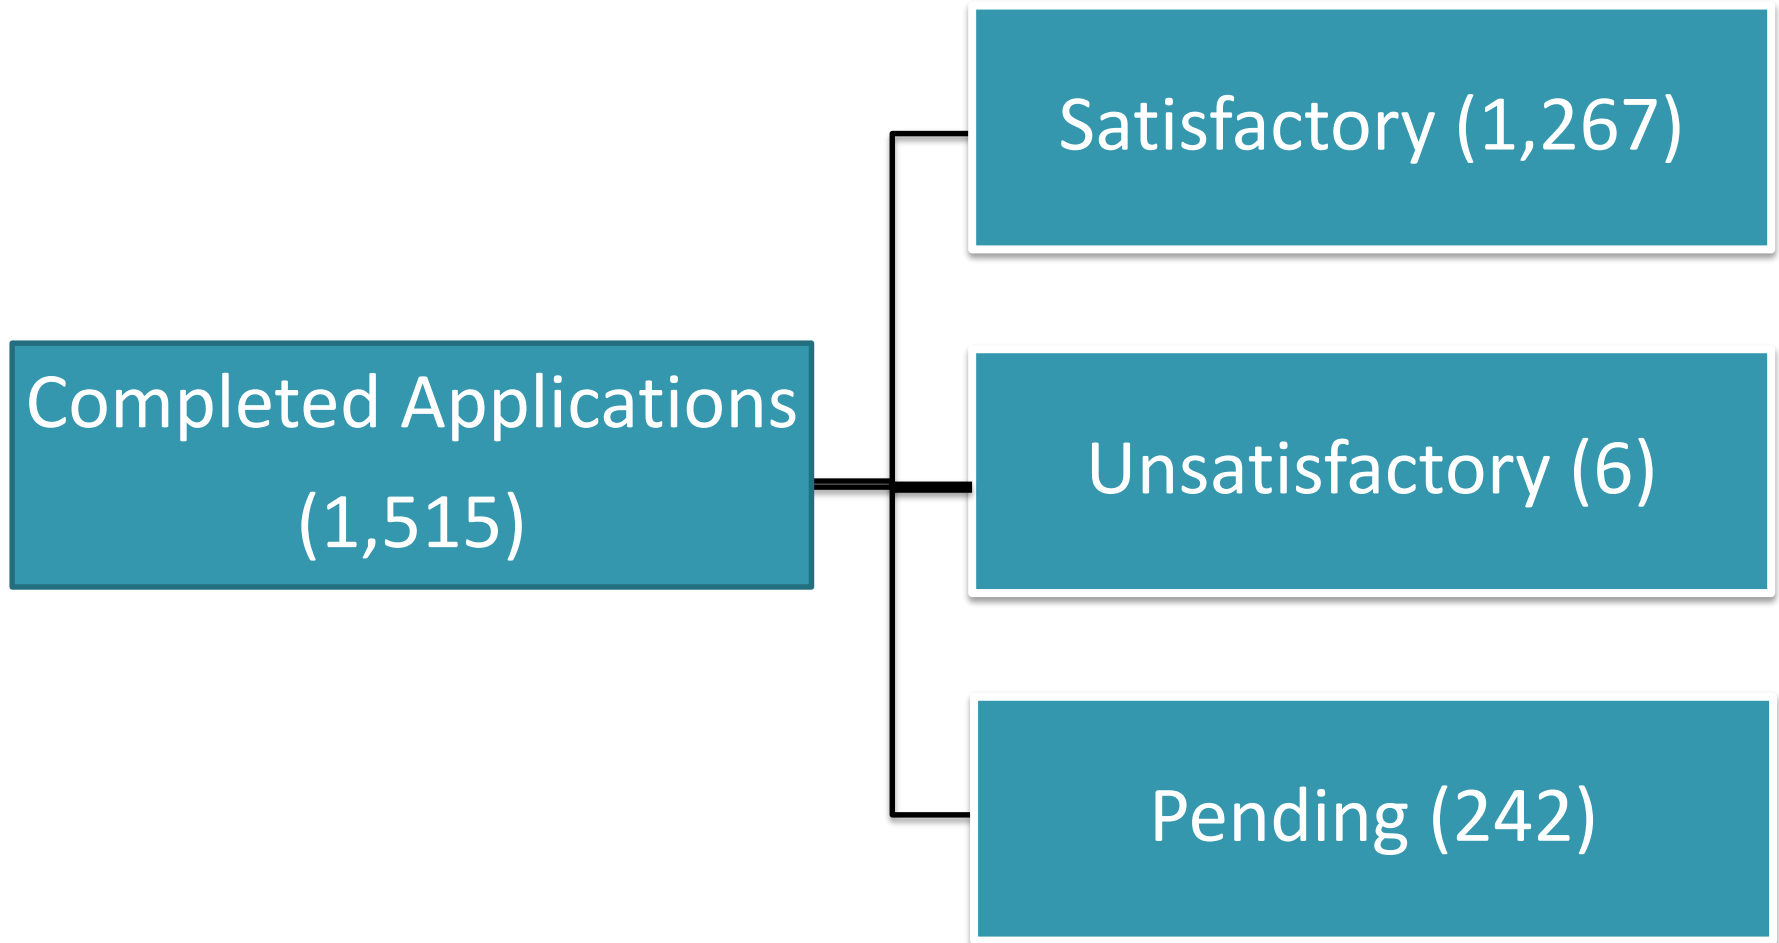 Satisfactory (1,267)
Completed Applications
(1,515)
Unsatisfactory (6)
Pending (242)